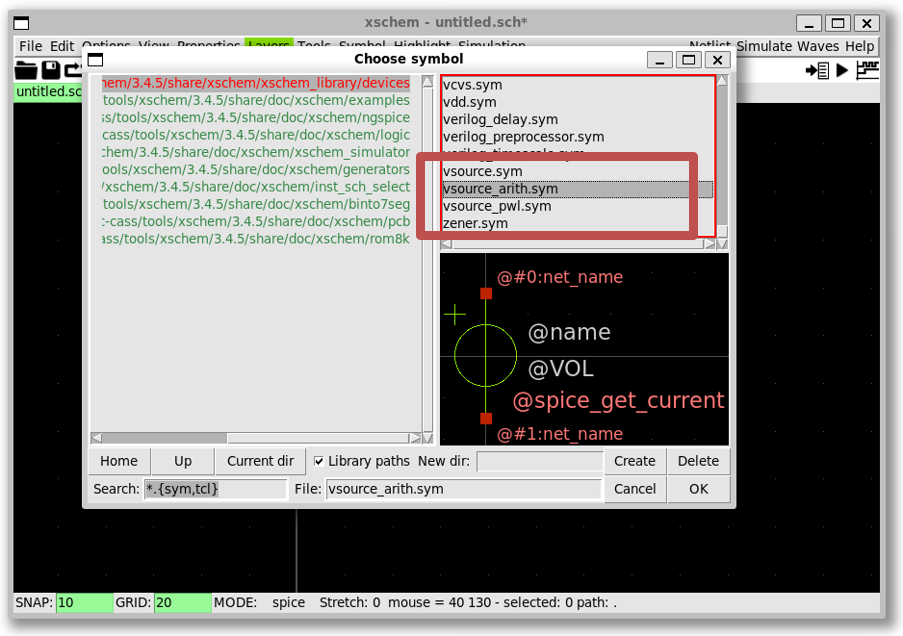 xschem - untitled.sch*
File Edit Options View Properties Layers Tools Symbol Highlight Simulation Netlist Simulate Waves Help
Choose symbol
untitled.sc
hem/3.4.5/share/xschem/xschem_library/devices
tools/xschem/3.4.5/share/doc/xschem/examples
ss/tools/xschem/3.4.5/share/doc/xschem/ngspice
cass/tools/xschem/3.4.5/share/doc/xschem/logic
chem/3.4.5/share/doc/xschem/xschem_simulator
ools/xschem/3.4.5/share/doc/xschem/generators
/xschem/3.4.5/share/doc/xschem/inst_sch_select
tools/xschem/3.4.5/share/doc/xschem/binto7seg
c-cass/tools/xschem/3.4.5/share/doc/xschem/pcb
ass/tools/xschem/3.4.5/share/doc/xschem/rom8k
vcvs.sym
vdd.sym
verilog_delay.sym
verilog_preprocessor.sym
verilog_timescale.sym
vsource.sym
vsource_arith.sym
vsource_pwl.sym
zener.sym
@#0:net_name
@name
@VOL
@spice_get_current
@#1:net_name
Home Up Current dir Library paths New dir: Create Delete
Search: *.{sym,tcl} File: vsource_arith.sym Cancel OK
SNAP: 10 GRID: 20 MODE: spice Stretch: 0 mouse = 40 130 - selected: 0 path: .